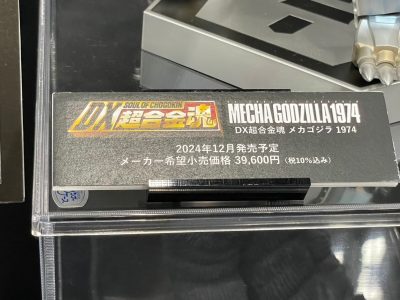 SOUL OF CHOGOKIN
DX超合金魂
MECHA GODZILLA 1974
DX超合金魂 メカゴジラ 1974
2024年12月発売予定
メーカー希望小売価格 39,600円（税10%込み）